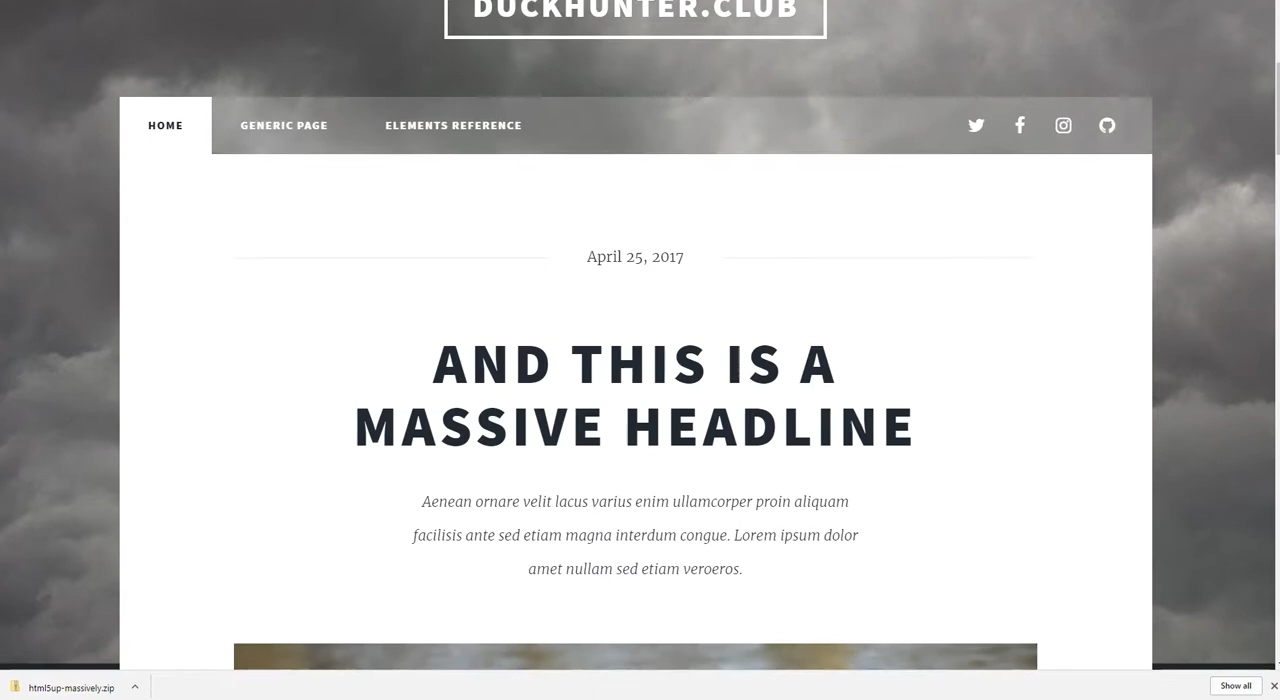 DUCKHUNTER.CLUB
HOME GENERIC PAGE ELEMENTS REFERENCE
April 25, 2017
AND THIS IS A
MASSIVE HEADLINE
Aenean ornare velit lacus varius enim ullamcorper proin aliquam
facilisis ante sed etiam magna interdum congue. Lorem ipsum dolor
amet nullam sed etiam veroeros.
html5up-massively.zip
Show all